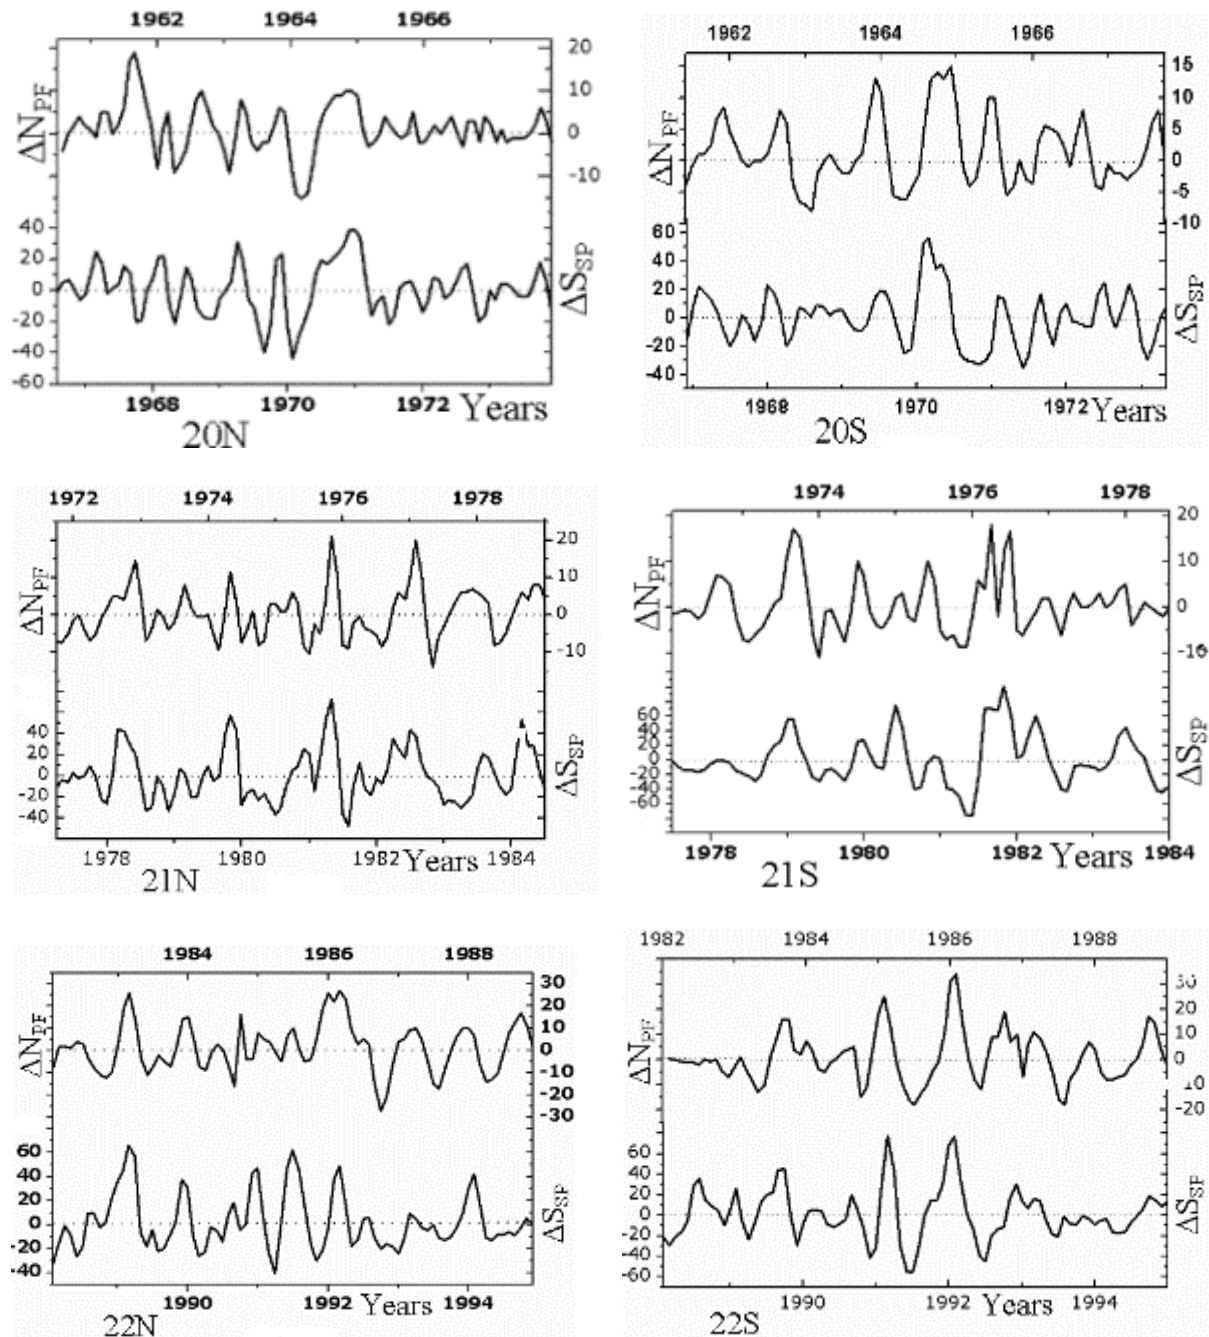 1962 1964 1966
ΔN_PF
20
10
0
-10
40
20
0
-20
-40
-60
ΔS_SP
1968 1970 1972 Years
20N
1962 1964 1966
ΔN_PF
15
10
5
0
-5
-10
60
40
20
0
-20
-40
ΔS_SP
1968 1970 1972 Years
20S
1972 1974 1976 1978
ΔN_PF
20
10
0
-10
40
20
0
-20
-40
ΔS_SP
1978 1980 1982 Years 1984
21N
1974 1976 1978
ΔN_PF
20
10
0
-10
60
40
20
0
-20
-40
-60
ΔS_SP
1978 1980 1982 Years 1984
21S
1984 1986 1988
ΔN_PF
30
20
10
0
-10
-20
-30
60
40
20
0
-20
-40
ΔS_SP
1990 1992 Years 1994
22N
1982 1984 1986 1988
ΔN_PF
30
20
10
0
10
-20
60
40
20
0
-20
-40
-60
ΔS_SP
1990 1992 Years 1994
22S